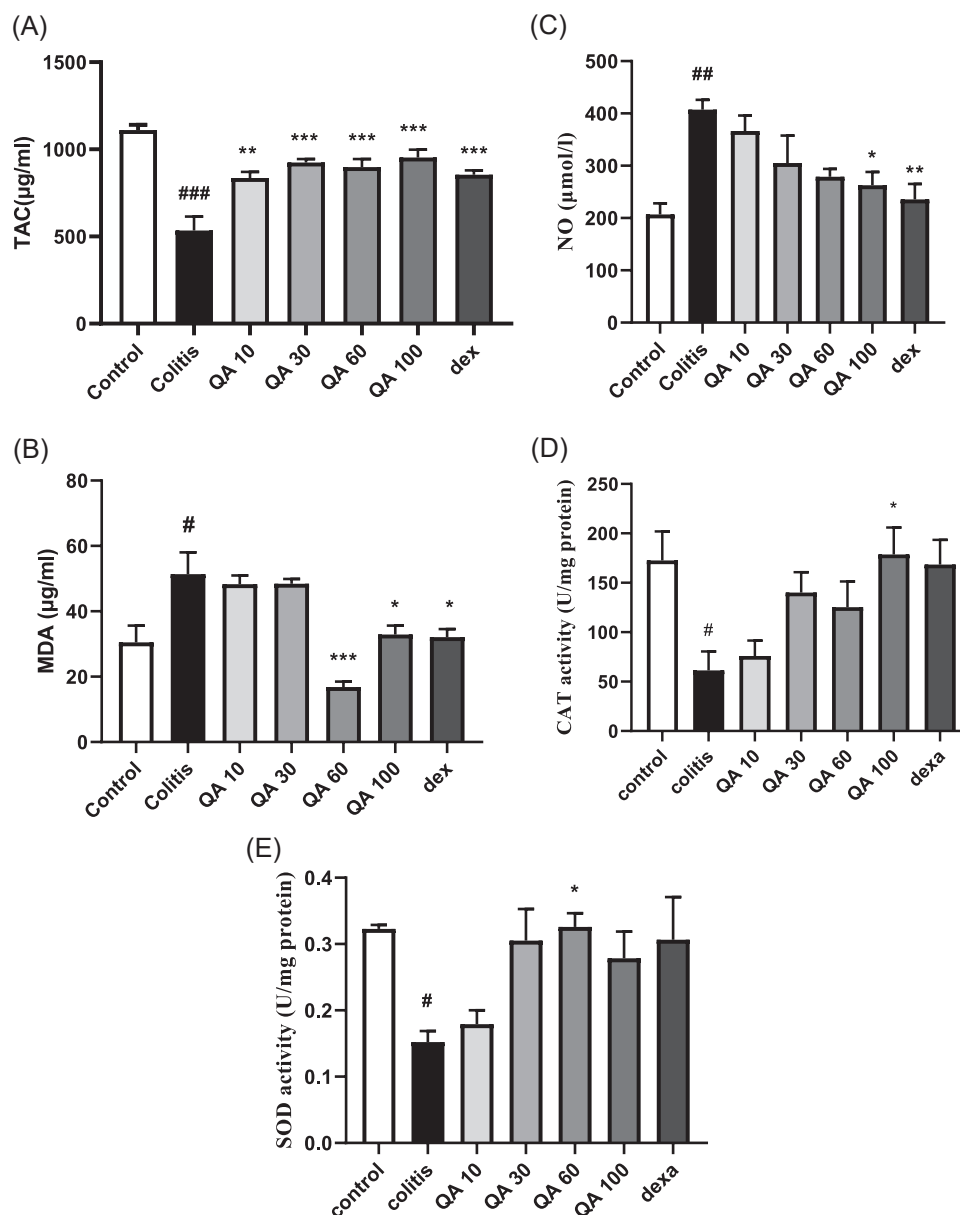 (A)
TAC(µg/ml)
1500
1000
500
0
###
**
***
***
***
***
Control
Colitis
QA 10
QA 30
QA 60
QA 100
dex
(C)
NO (µmol/l)
500
400
300
200
100
0
##
*
**
Control
Colitis
QA 10
QA 30
QA 60
QA 100
dex
(B)
MDA (µg/ml)
80
60
40
20
0
#
***
*
*
Control
Colitis
QA 10
QA 30
QA 60
QA 100
dex
(D)
CAT activity (U/mg protein)
250
200
150
100
50
0
#
*
control
colitis
QA 10
QA 30
QA 60
QA 100
dexa
(E)
SOD activity (U/mg protein)
0.4
0.3
0.2
0.1
0.0
#
*
control
colitis
QA 10
QA 30
QA 60
QA 100
dexa